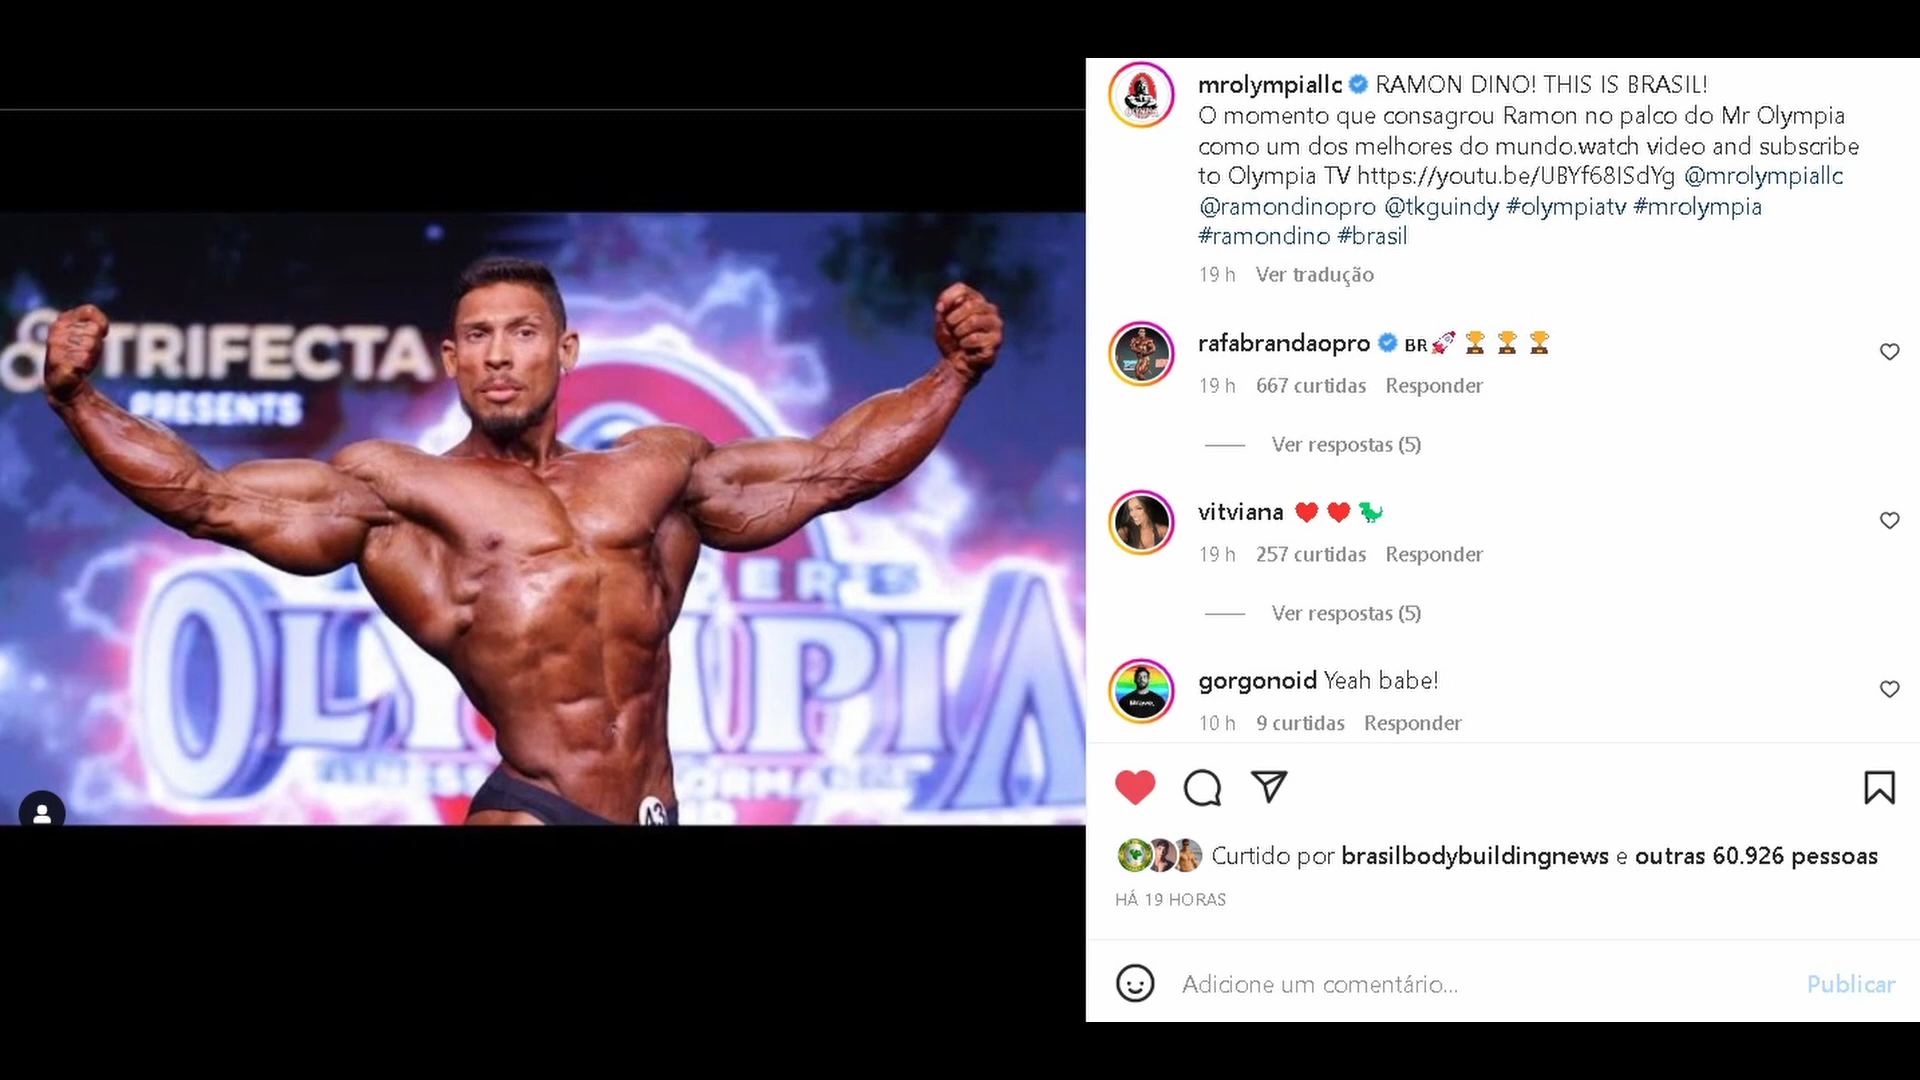 TRIFECTA
PRESENTS
OLYMPIA
43
mrolympiallc RAMON DINO! THIS IS BRASIL!
O momento que consagrou Ramon no palco do Mr Olympia
como um dos melhores do mundo.watch video and subscribe
to Olympia TV https://youtu.be/UBYf68ISdYg @mrolympiallc
@ramondinopro @tkguindy #olympiatv #mrolympia
#ramondino #brasil
19 h Ver tradução
rafabrandaopro BR🚀🏆🏆🏆
19 h 667 curtidas Responder
Ver respostas (5)
vitviana ❤️❤️🦖
19 h 257 curtidas Responder
Ver respostas (5)
gorgonoid Yeah babe!
10 h 9 curtidas Responder
Curtido por brasilbodybuildingnews e outras 60.926 pessoas
HÁ 19 HORAS
Adicione um comentário... Publicar